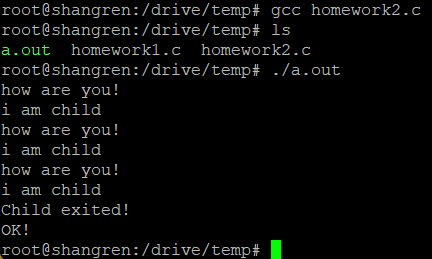 root@shangren:/drive/temp# gcc homework2.c
root@shangren:/drive/temp# ls
a.out  homework1.c  homework2.c
root@shangren:/drive/temp# ./a.out
how are you!
i am child
how are you!
i am child
how are you!
i am child
Child exited!
OK!
root@shangren:/drive/temp#